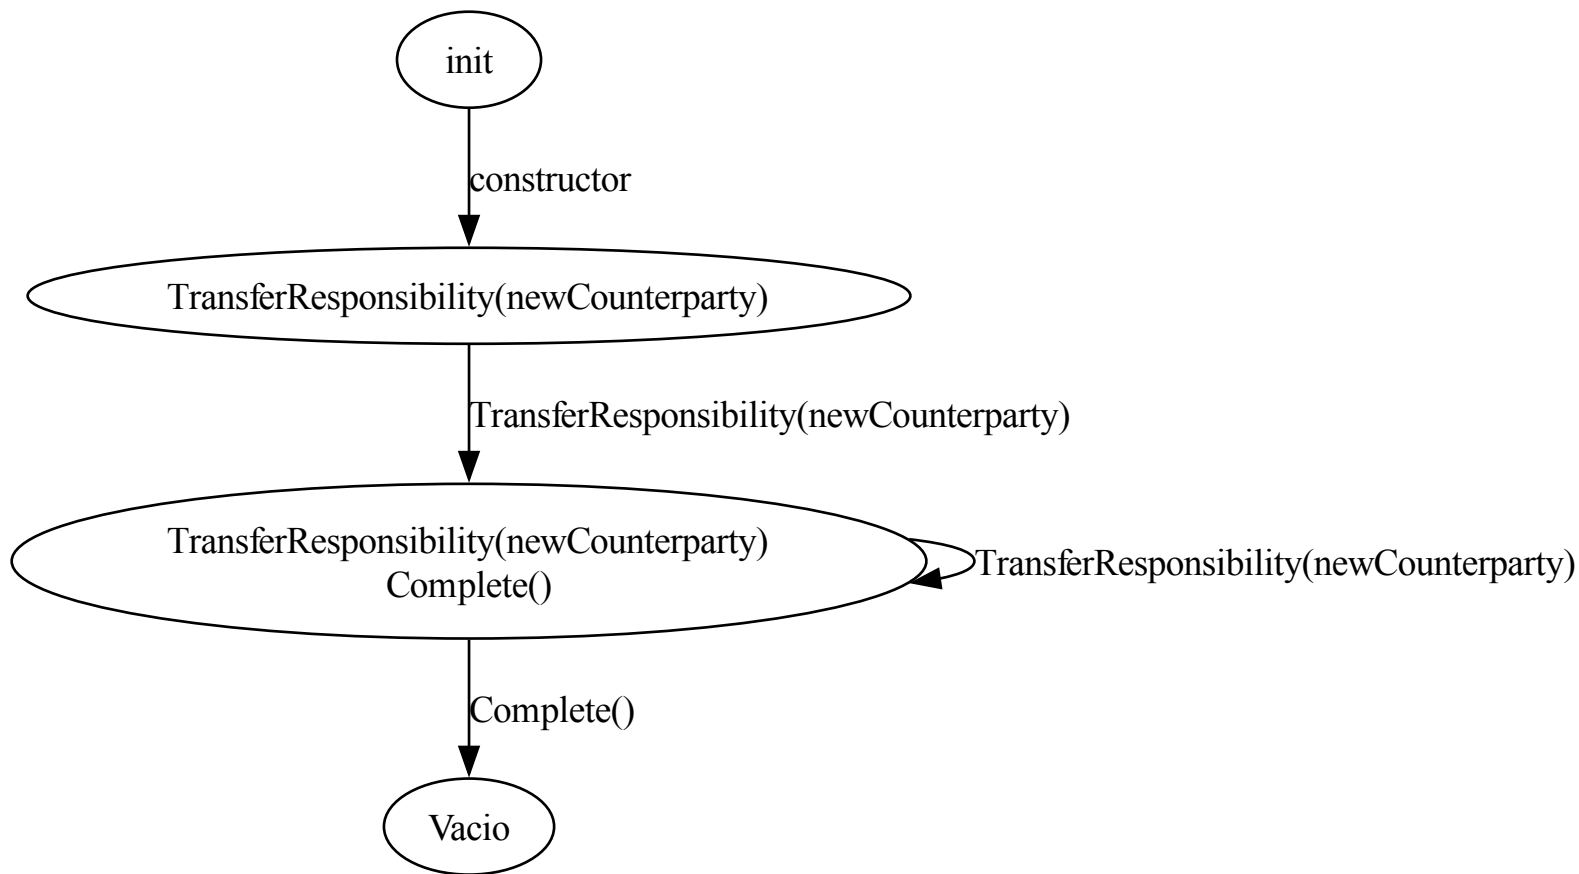 init
constructor
TransferResponsibility(newCounterparty)
TransferResponsibility(newCounterparty)
TransferResponsibility(newCounterparty)
Complete()
TransferResponsibility(newCounterparty)
Complete()
Vacio